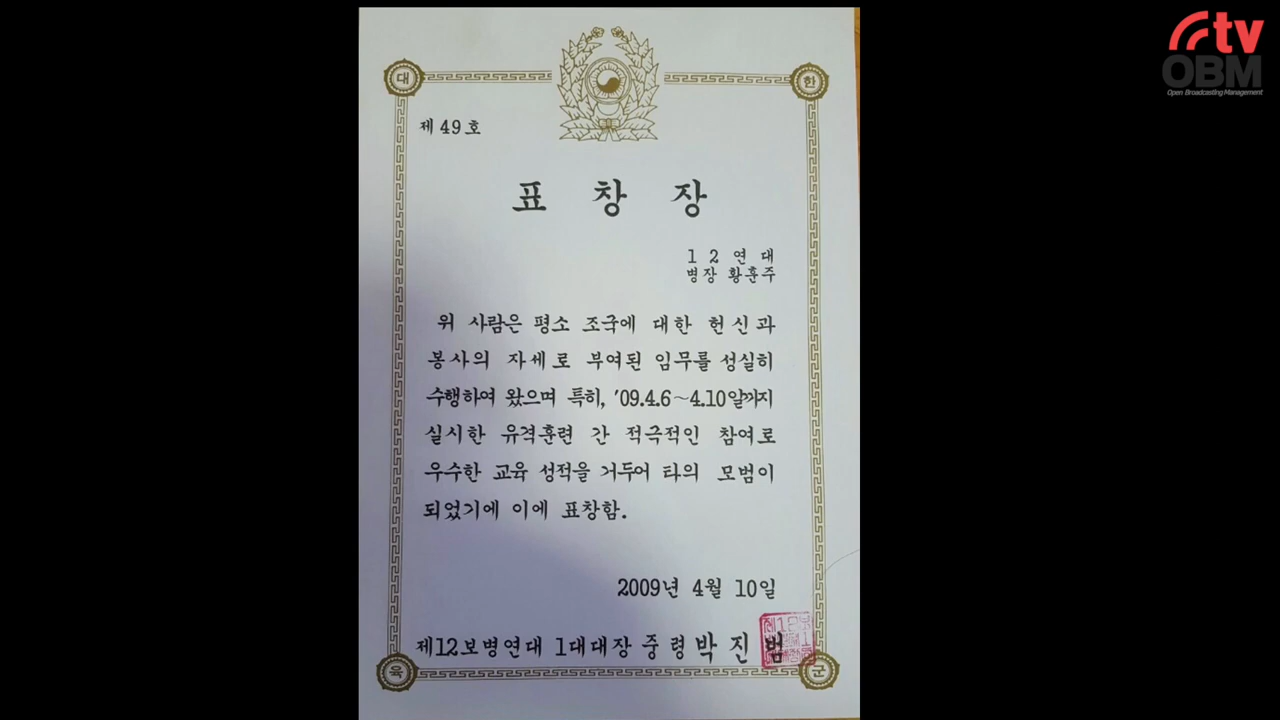 tv
OBM
Open Broadcasting Management
대 한
제 49 호
표 창 장
1 2 연 대
병장 황훈주
위 사람은 평소 조국에 대한 헌신과
봉사의 자세로 부여된 임무를 성실히
수행하여 왔으며 특히, '09.4.6~4.10일까지
실시한 유격훈련 간 적극적인 참여로
우수한 교육 성적을 거두어 타의 모범이
되었기에 이에 표창함.
2009년 4월 10일
제12보병연대 1대대장 중령 박 진 범
육 군